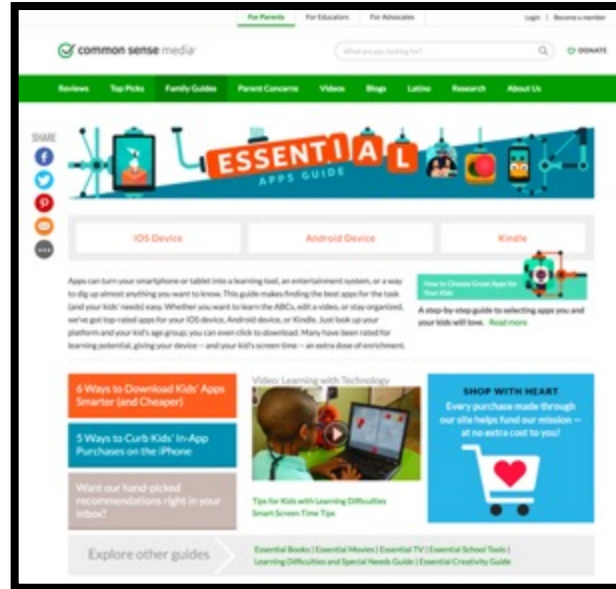 For Parents For Educators For Advocates Login | Become a member
common sense media
What are you looking for?
DONATE
Reviews Top Picks Family Guides Parent Concerns Videos Blogs Latino Research About Us
SHARE
ESSENTIAL
APPS GUIDE
iOS Device Android Device Kindle
Apps can turn your smartphone or tablet into a learning tool, an entertainment system, or a way
to dig up almost anything you want to know. This guide makes finding the best apps for the task
(and your kids' needs) easy. Whether you want to learn the ABCs, edit a video, or stay organized,
we've got top-rated apps for your iOS device, Android device, or Kindle. Just look up your
platform and your kid's age group; you can even click to download. Many have been rated for
learning potential, giving your device — and your kid's screen time — an extra dose of enrichment.
How to Choose Great Apps for
Your Kids
A step-by-step guide to selecting apps you and
your kids will love. Read more
6 Ways to Download Kids' Apps
Smarter (and Cheaper)
5 Ways to Curb Kids' In-App
Purchases on the iPhone
Want our hand-picked
recommendations right in your
inbox?
Video: Learning with Technology
Tips for Kids with Learning Difficulties
Smart Screen Time Tips
SHOP WITH HEART
Every purchase made through
our site helps fund our mission —
at no extra cost to you!
Explore other guides
Essential Books | Essential Movies | Essential TV | Essential School Tools |
Learning Difficulties and Special Needs Guide | Essential Creativity Guide